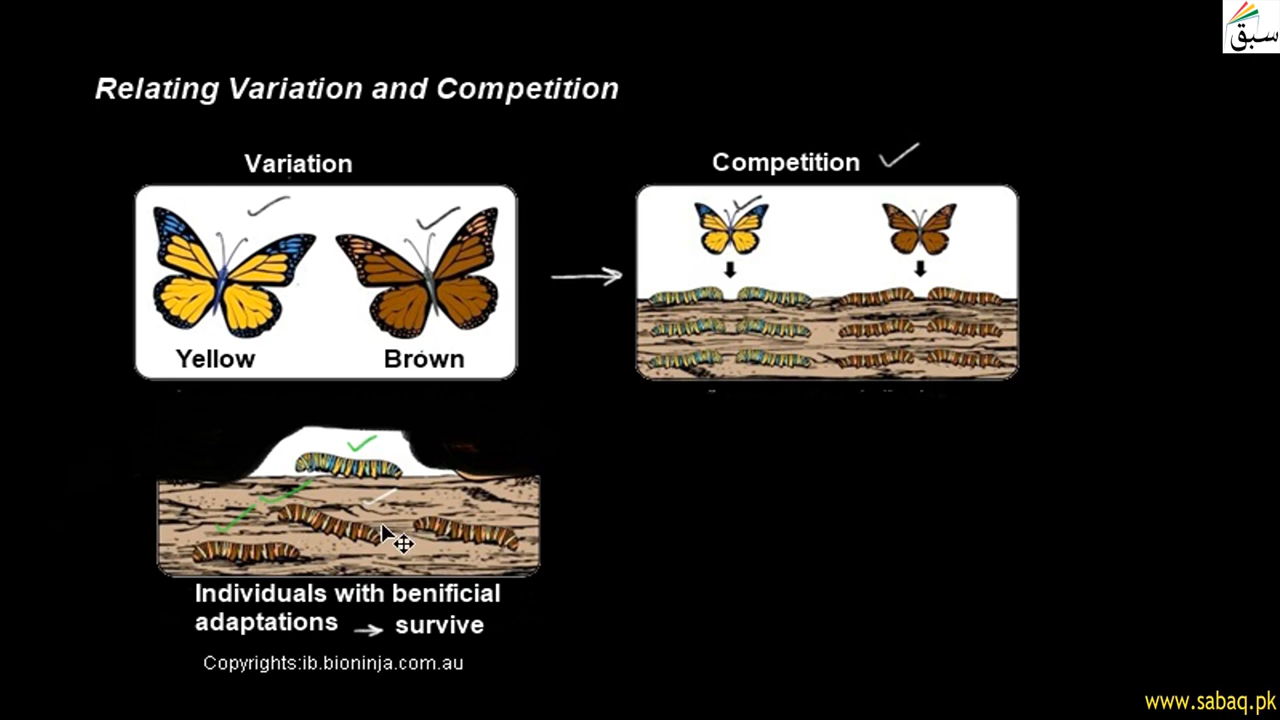 سبق
Relating Variation and Competition
Variation
Competition
Yellow
Brown
Individuals with benificial
adaptations → survive
Copyrights:ib.bioninja.com.au
www.sabaq.pk